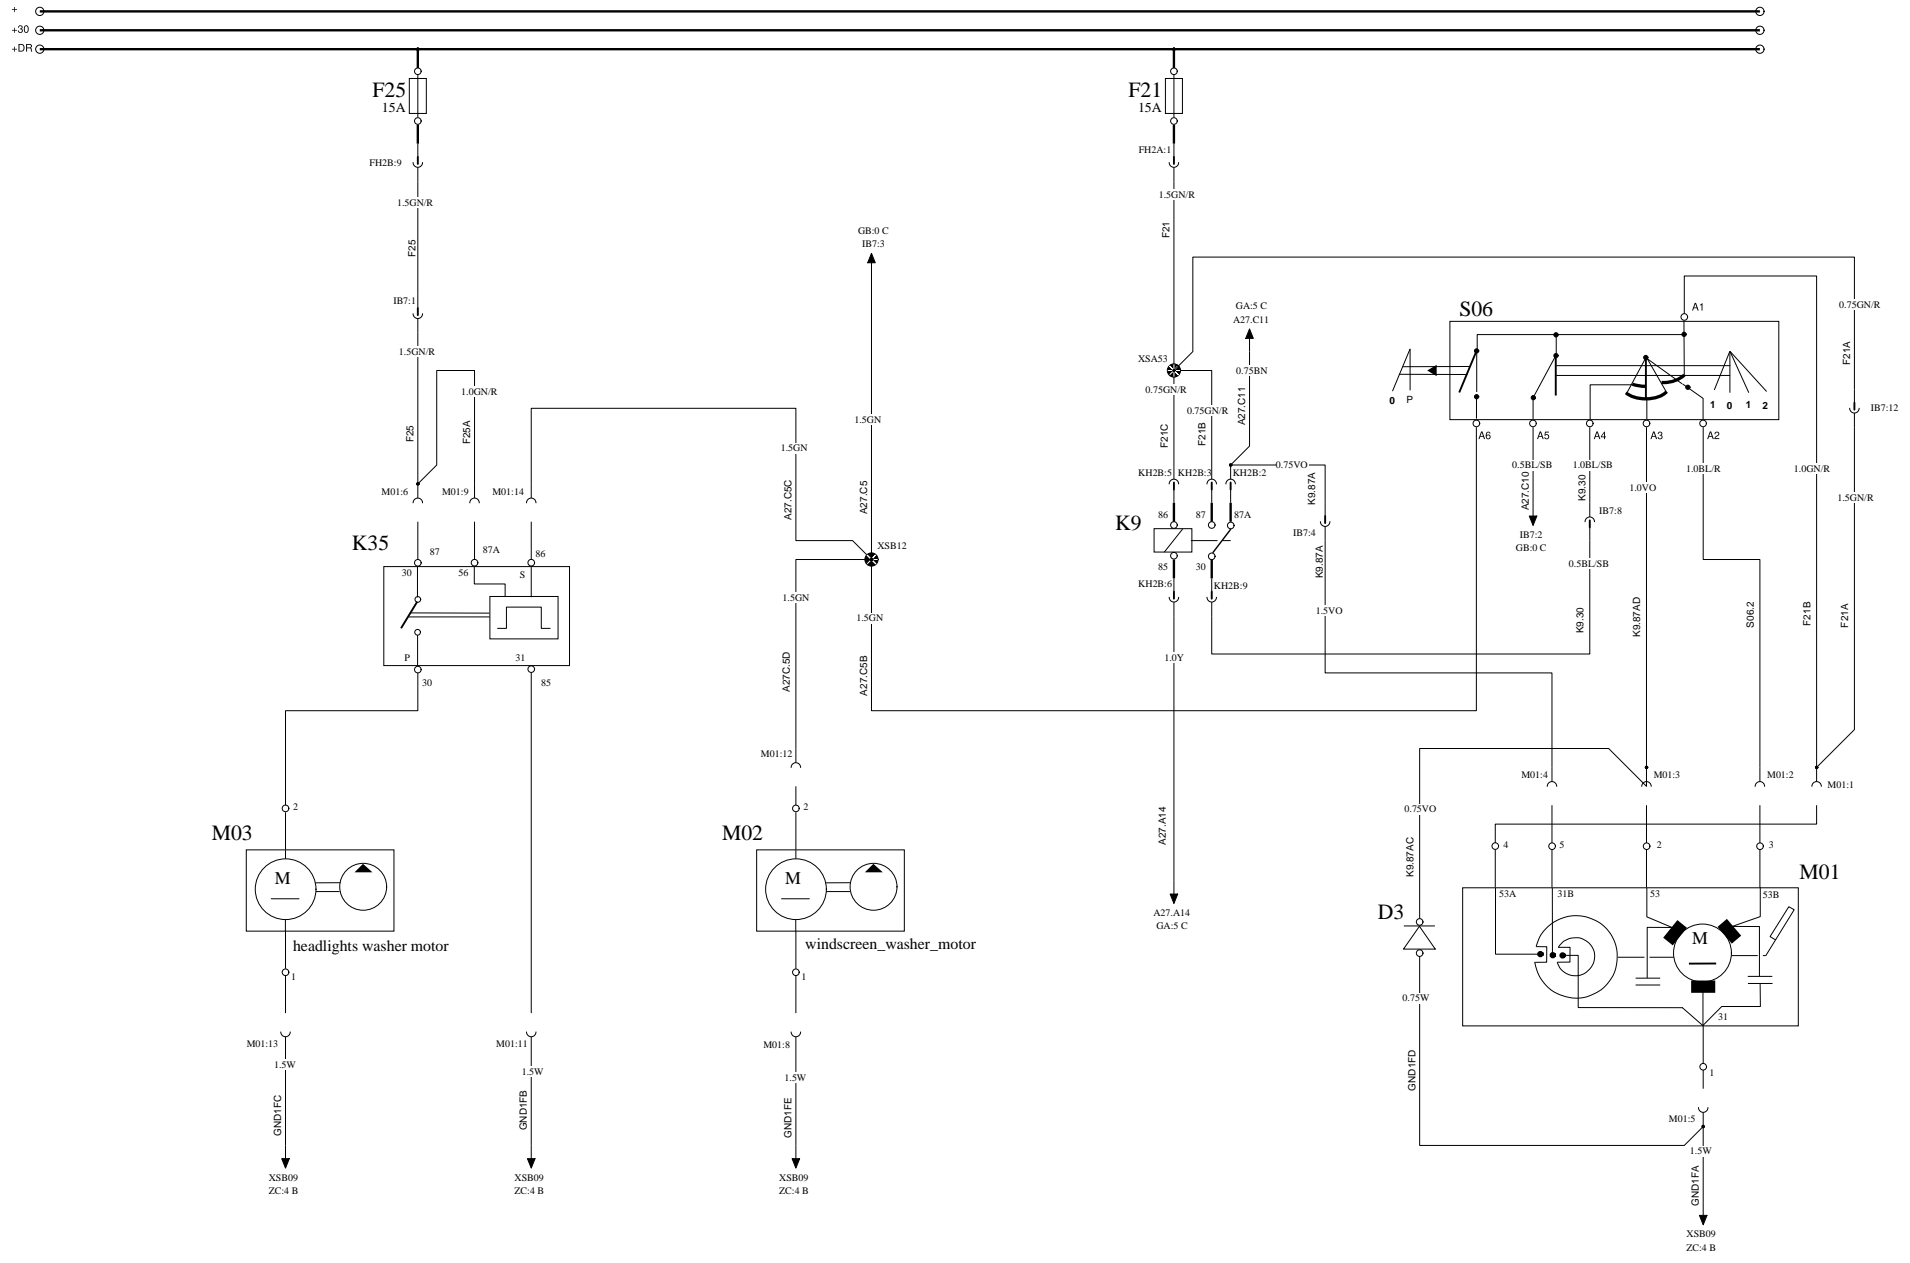 +
+30
+DR
F25
15A
F21
15A
FH2B:9
FH2A:1
1.5GN/R
1.5GN/R
F25
F21
GB:0 C
IB7:3
IB7:1
GA:5 C
A27.C11
S06
A1
0.75GN/R
1.5GN/R
XSA53
0.75BN
F21A
1.0GN/R
0.75GN/R
A27.C11
0 P
1 0 1 2
IB7:12
F25
F25A
1.5GN
1.5GN
0.75GN/R
F21C
F21B
A6
A5
A4
A3
A2
0.5BL/SB
1.0BL/SB
1.0BL/R
1.0GN/R
0.75VO
KH2B:5
KH2B:3
KH2B:2
M01:6
M01:9
M01:14
A27.C5C
A27.C5
K9.87A
A27.C10
K9.30
1.0VO
1.5GN/R
K9
86
87
87A
IB7:4
IB7:8
IB7:2
GB:0 C
K35
87
87A
86
XSB12
30
56
S
85
30
K9.87A
0.5BL/SB
KH2B:6
KH2B:9
1.5GN
1.5GN
1.5VO
K9.30
K9.87AD
S06.2
F21B
F21A
P
31
30
85
A27C.5D
A27.C5B
1.0Y
M01:12
M01:4
M01:3
M01:2
M01:1
2
2
0.75VO
M03
M02
A27.A14
K9.87AC
4
5
2
3
M01
M
M
53A
31B
53
53B
A27.A14
GA:5 C
D3
M
headlights washer motor
windscreen_washer_motor
1
1
0.75W
31
M01:13
M01:11
M01:8
1.5W
1.5W
1.5W
GND1FD
1
GND1FC
GND1FB
GND1FE
M01:5
1.5W
GND1FA
XSB09
ZC:4 B
XSB09
ZC:4 B
XSB09
ZC:4 B
XSB09
ZC:4 B